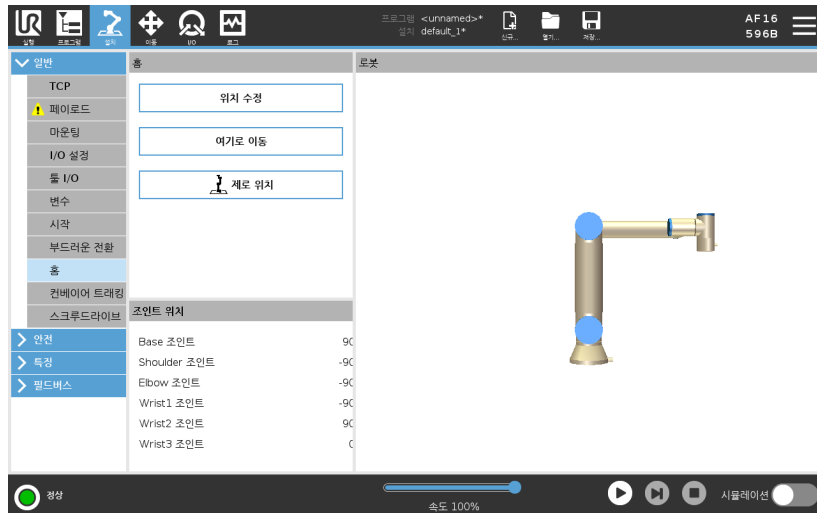 UR
실행
프로그램
설치
이동
I/O
로그
프로그램 <unnamed>*
설치 default_1*
신규...
열기...
저장...
AF16
596B
일반
TCP
페이로드
마운팅
I/O 설정
툴 I/O
변수
시작
부드러운 전환
홈
컨베이어 트래킹
스크루드라이브
안전
특징
필드버스
홈
위치 수정
여기로 이동
제로 위치
조인트 위치
Base 조인트 90
Shoulder 조인트 -90
Elbow 조인트 -90
Wrist1 조인트 -90
Wrist2 조인트 90
Wrist3 조인트 0
로봇
정상
속도 100%
시뮬레이션